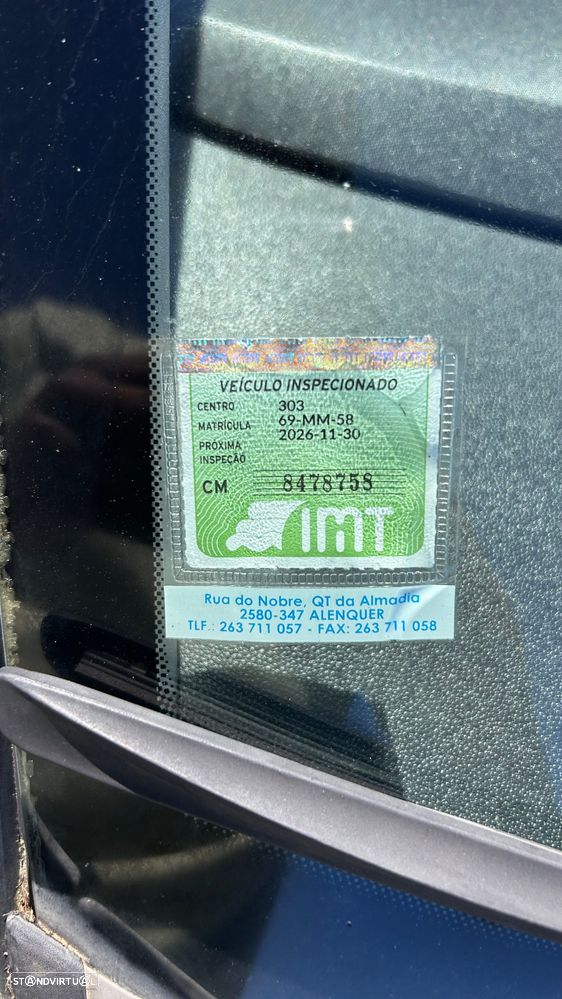 VEÍCULO INSPECIONADO
CENTRO 303
MATRÍCULA 69-MM-58
PRÓXIMA INSPEÇÃO 2026-11-30
CM 8478758
IMT
Rua do Nobre, QT da Almadia
2580-347 ALENQUER
TLF.: 263 711 057 - FAX: 263 711 058
STANDVIRTUAL